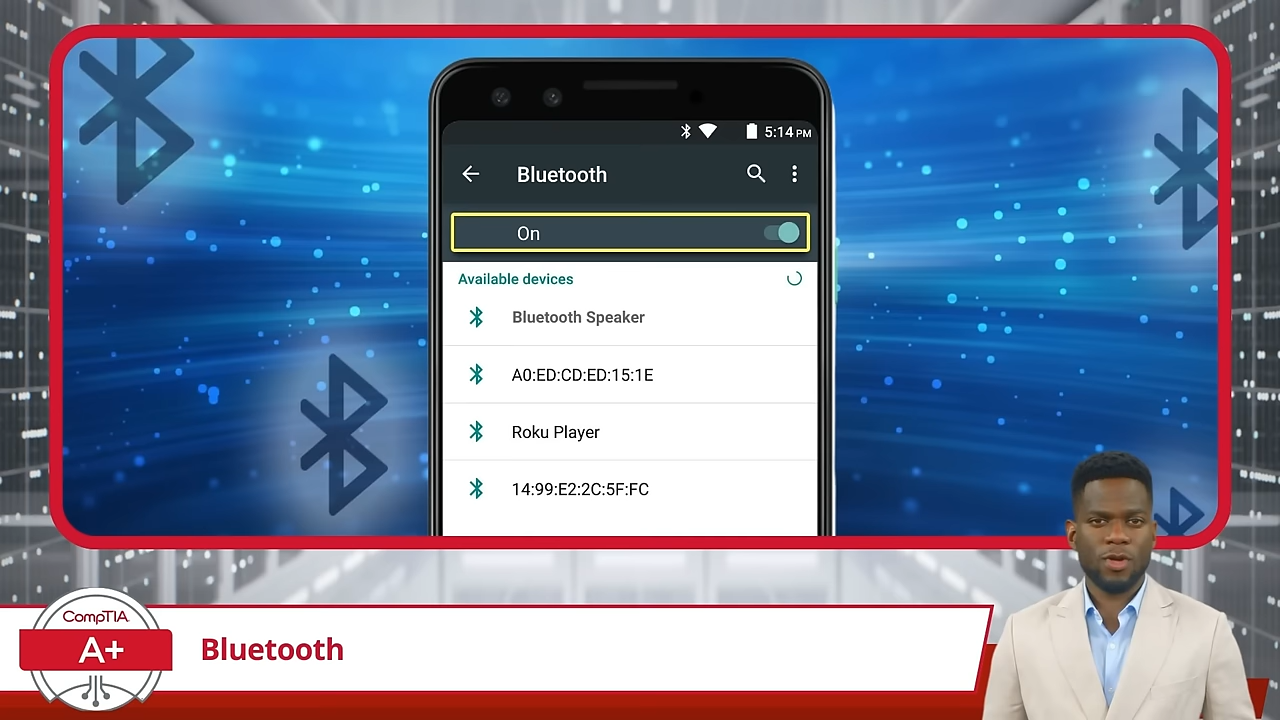 5:14 PM
Bluetooth
On
Available devices
Bluetooth Speaker
A0:ED:CD:ED:15:1E
Roku Player
14:99:E2:2C:5F:FC
CompTIA
A+
Bluetooth